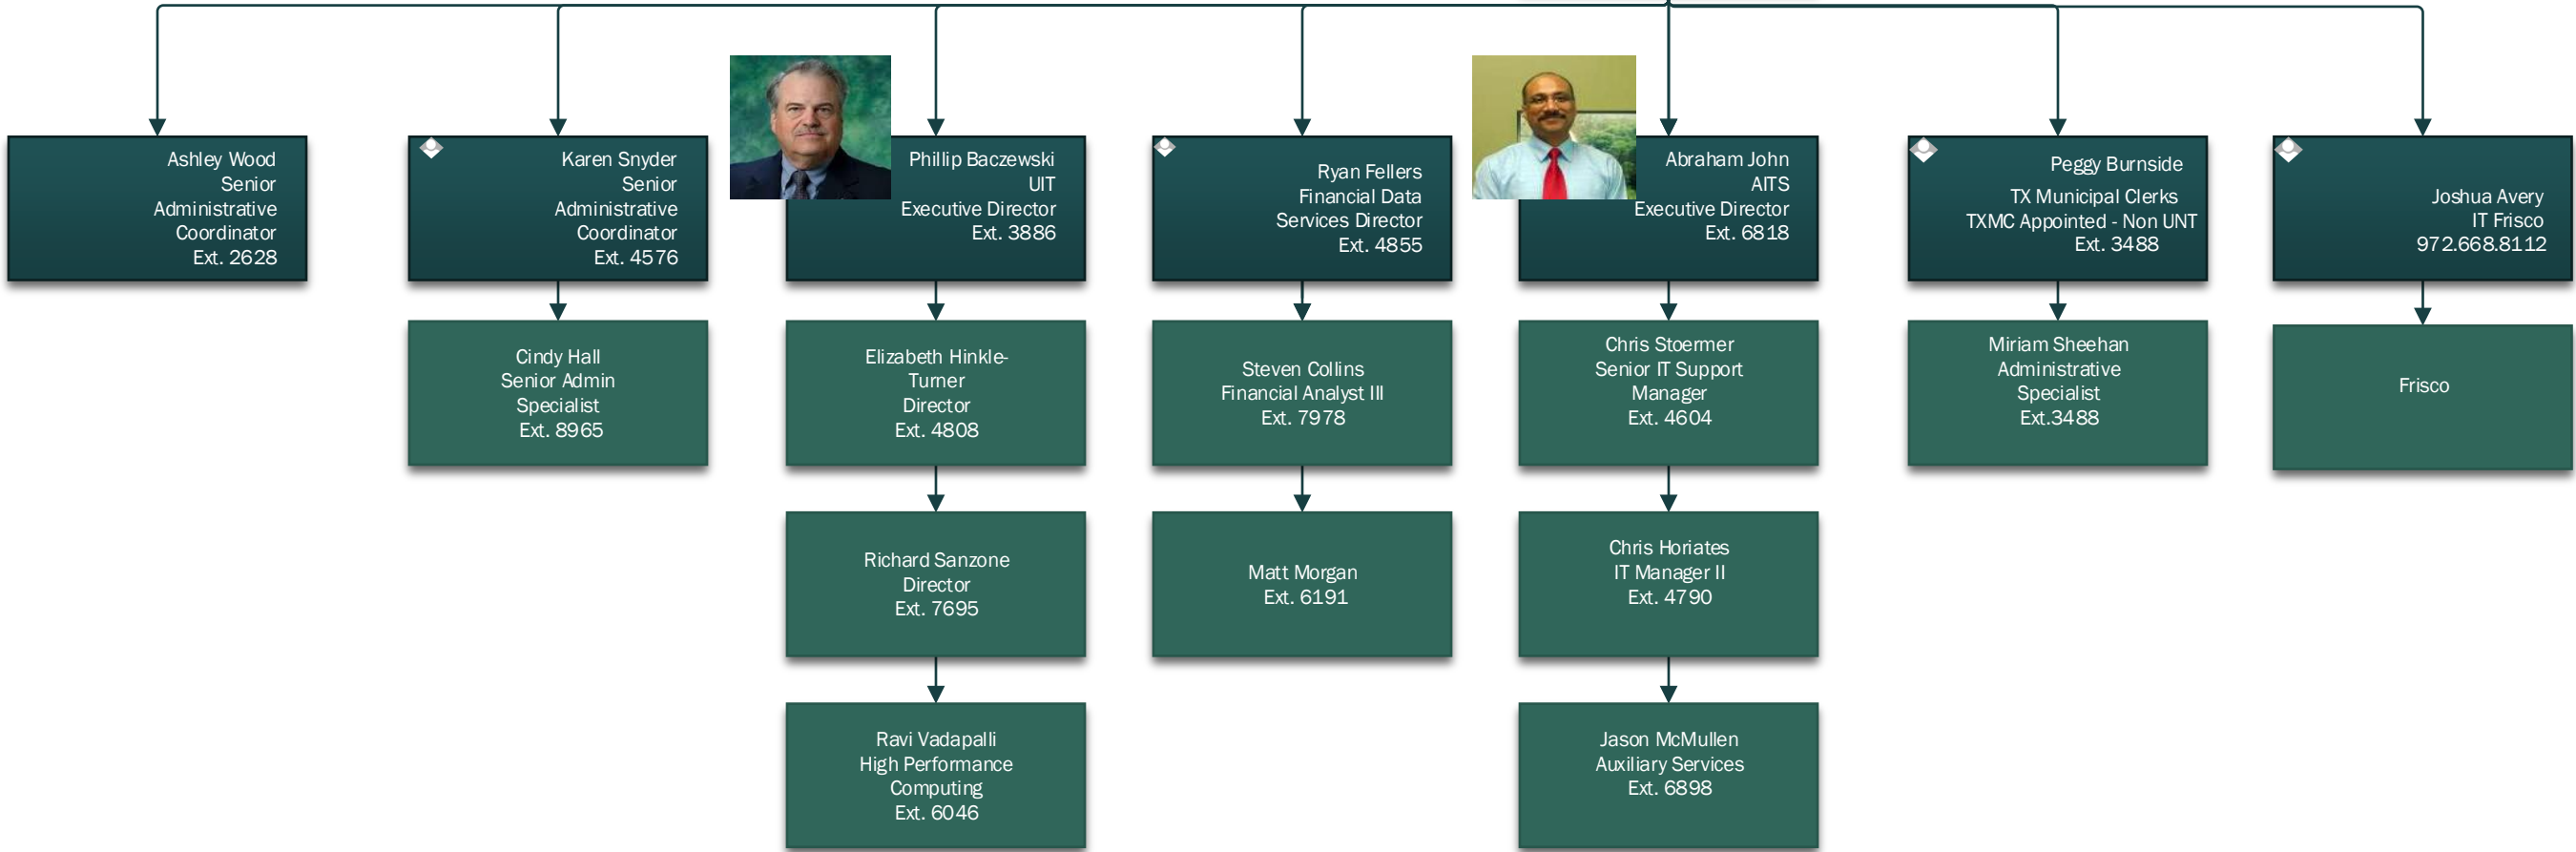 Ashley Wood
Senior
Administrative
Coordinator
Ext. 2628
Karen Snyder
Senior
Administrative
Coordinator
Ext. 4576
Phillip Baczewski
UIT
Executive Director
Ext. 3886
Ryan Fellers
Financial Data
Services Director
Ext. 4855
Abraham John
AITS
Executive Director
Ext. 6818
Peggy Burnside
TX Municipal Clerks
TXMC Appointed - Non UNT
Ext. 3488
Joshua Avery
IT Frisco
972.668.8112
Cindy Hall
Senior Admin
Specialist
Ext. 8965
Elizabeth Hinkle-
Turner
Director
Ext. 4808
Steven Collins
Financial Analyst III
Ext. 7978
Chris Stoermer
Senior IT Support
Manager
Ext. 4604
Miriam Sheehan
Administrative
Specialist
Ext.3488
Frisco
Richard Sanzone
Director
Ext. 7695
Matt Morgan
Ext. 6191
Chris Horiates
IT Manager II
Ext. 4790
Ravi Vadapalli
High Performance
Computing
Ext. 6046
Jason McMullen
Auxiliary Services
Ext. 6898